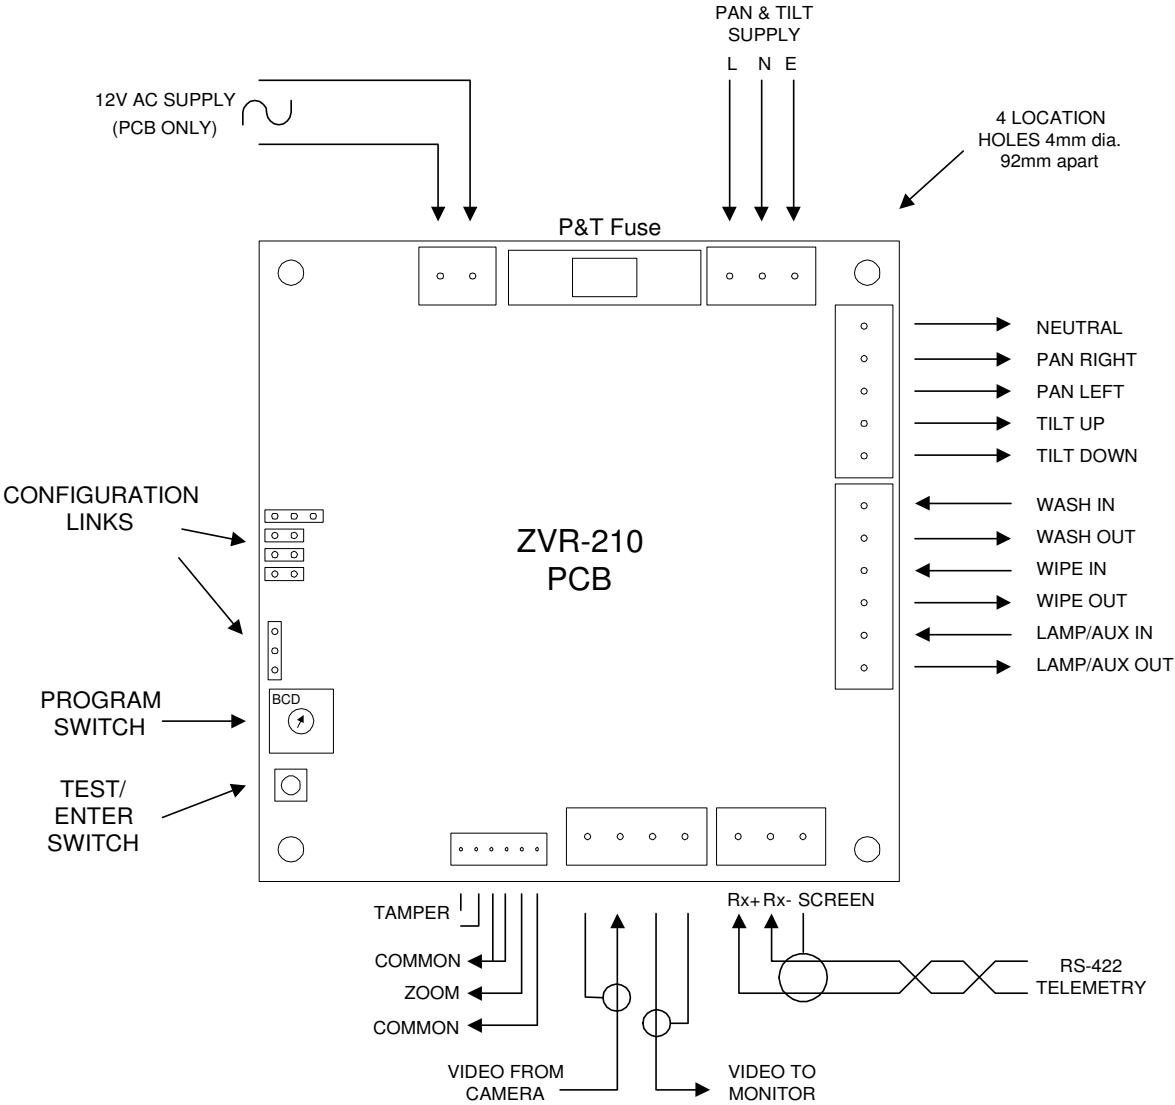 PAN & TILT
SUPPLY
L N E
12V AC SUPPLY
(PCB ONLY)
4 LOCATION
HOLES 4mm dia.
92mm apart
P&T Fuse
NEUTRAL
PAN RIGHT
PAN LEFT
TILT UP
TILT DOWN
CONFIGURATION
LINKS
ZVR-210
PCB
WASH IN
WASH OUT
WIPE IN
WIPE OUT
LAMP/AUX IN
LAMP/AUX OUT
PROGRAM
SWITCH
BCD
TEST/
ENTER
SWITCH
TAMPER
COMMON
ZOOM
COMMON
Rx+ Rx- SCREEN
RS-422
TELEMETRY
VIDEO FROM
CAMERA
VIDEO TO
MONITOR